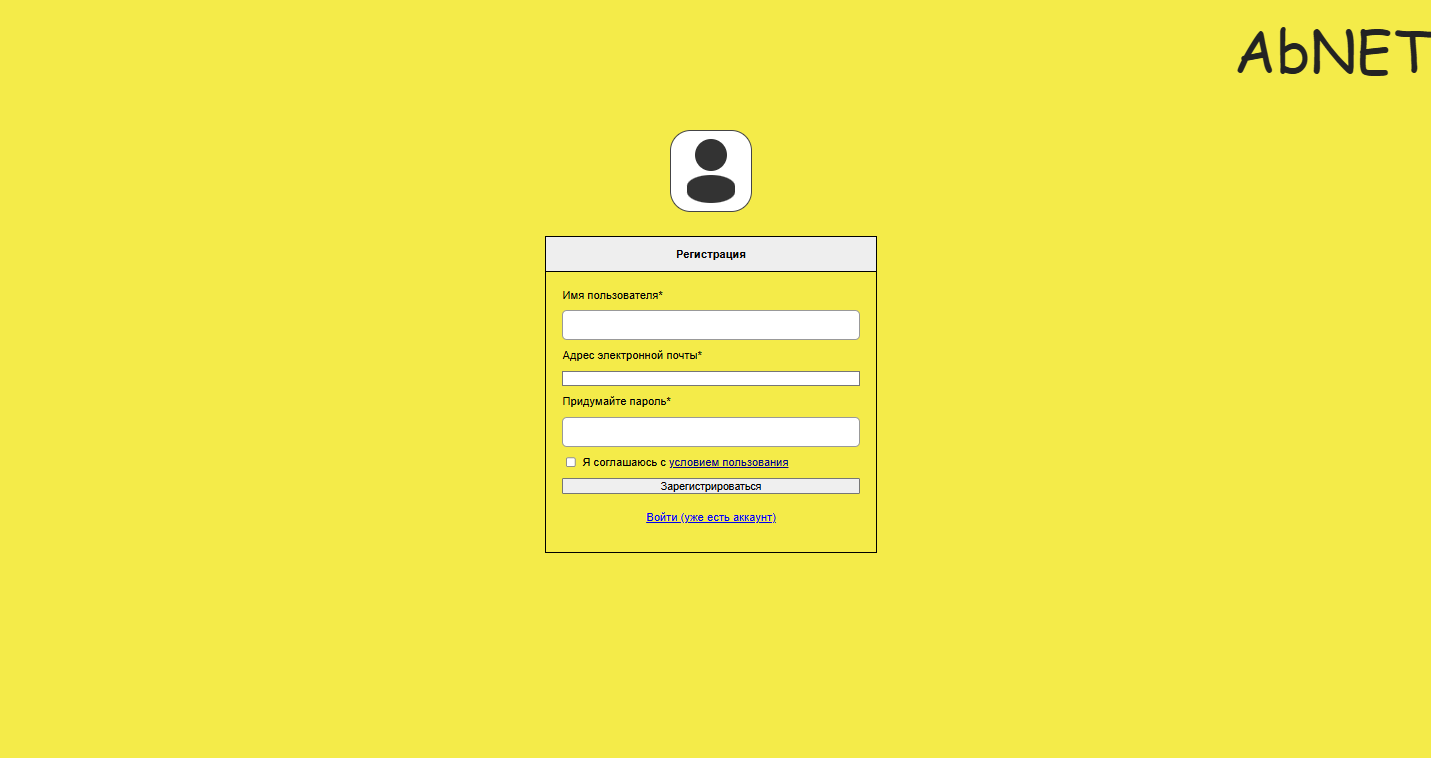 AbNET
Регистрация
Имя пользователя*
Адрес электронной почты*
Придумайте пароль*
Я соглашаюсь с условием пользования
Зарегистрироваться
Войти (уже есть аккаунт)